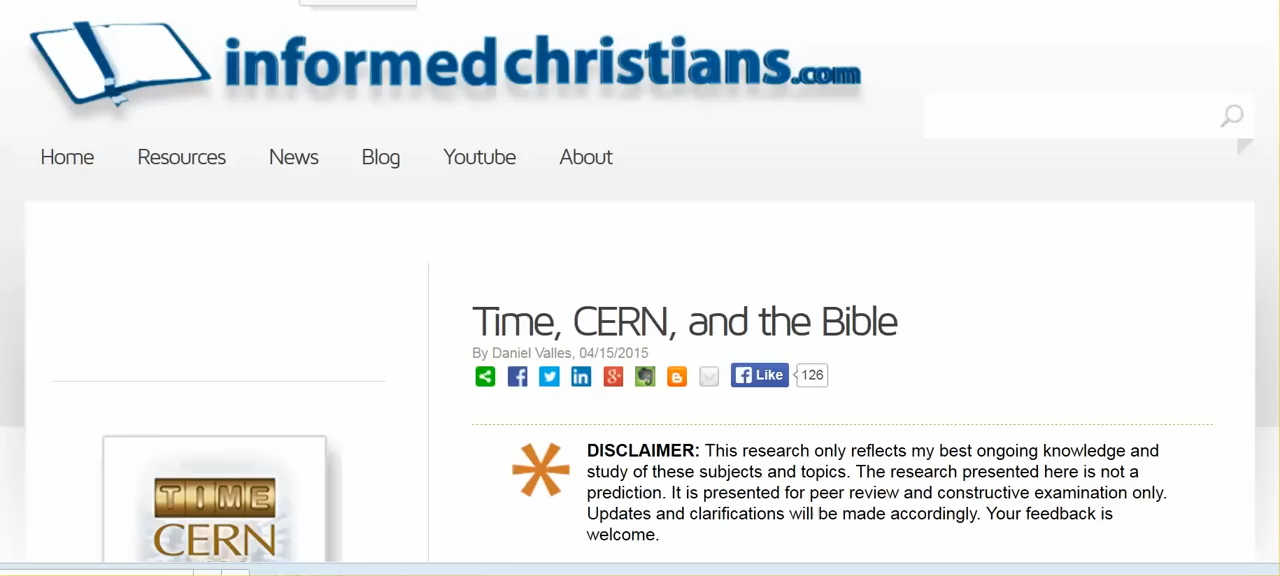 informedchristians.com
Home Resources News Blog Youtube About
Time, CERN, and the Bible
By Daniel Valles, 04/15/2015
Like 126
DISCLAIMER: This research only reflects my best ongoing knowledge and
study of these subjects and topics. The research presented here is not a
prediction. It is presented for peer review and constructive examination only.
Updates and clarifications will be made accordingly. Your feedback is
welcome.
TIME
CERN